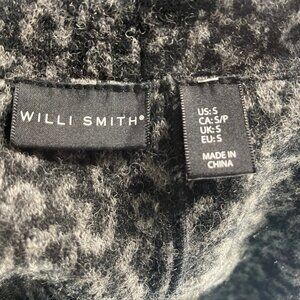 WILLI SMITH®
US: S
CA: S/P
UK: S
EU: S
MADE IN
CHINA